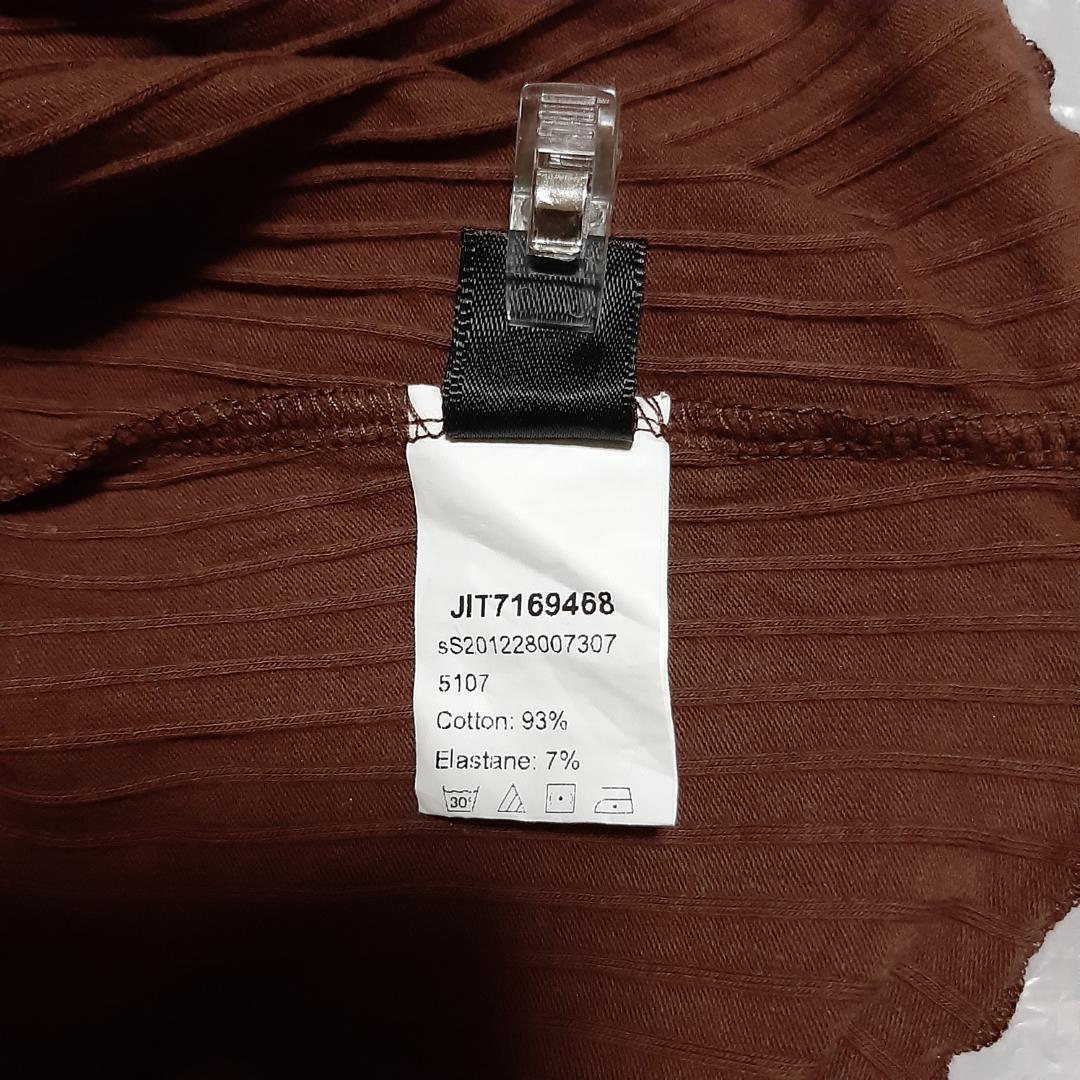 JIT7169468
sS201228007307
5107
Cotton: 93%
Elastane: 7%
30°